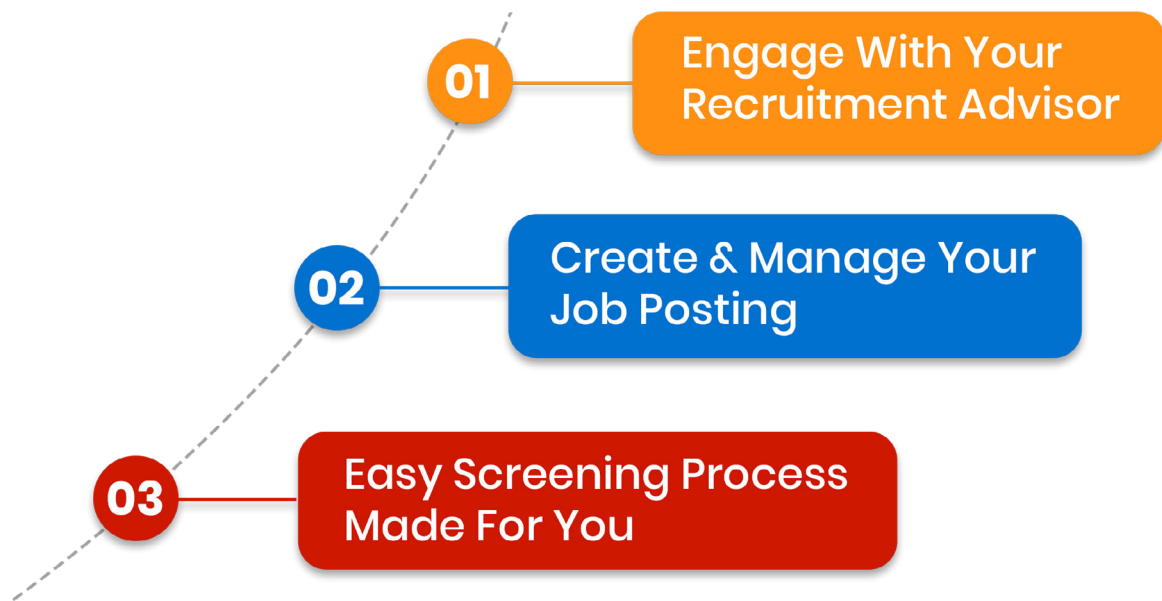 01
Engage With Your
Recruitment Advisor
02
Create & Manage Your
Job Posting
03
Easy Screening Process
Made For You